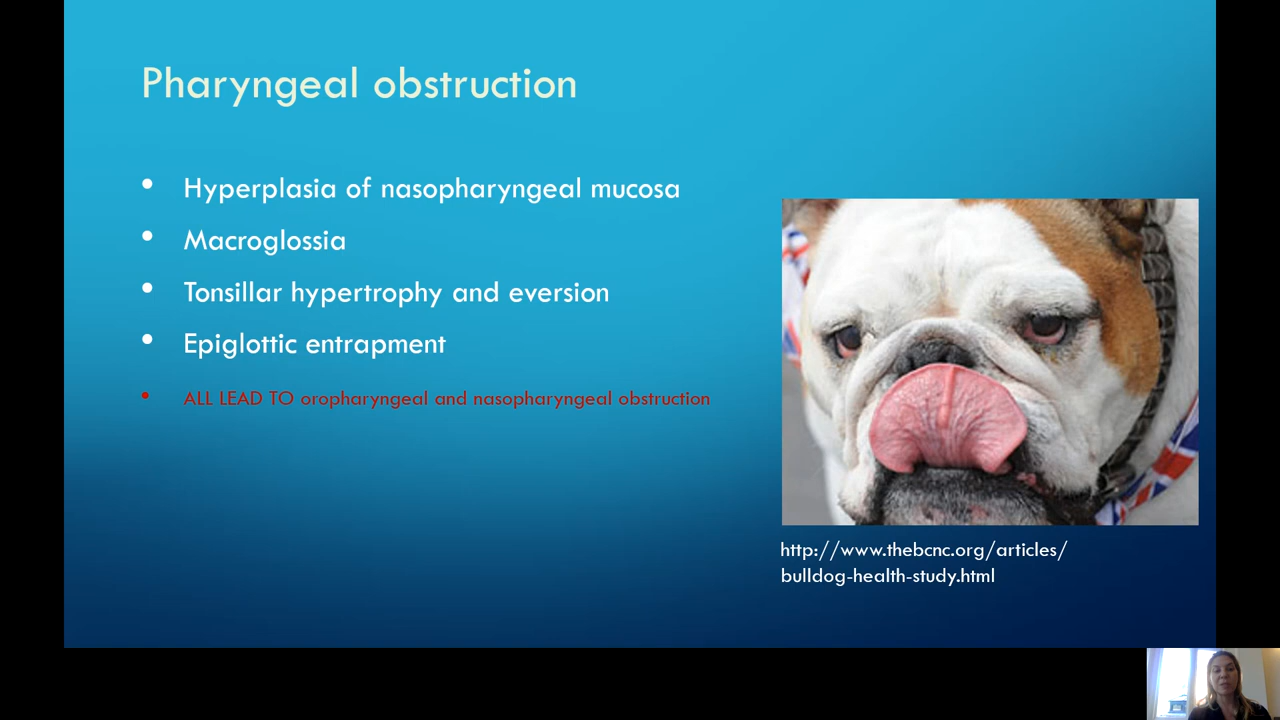 Pharyngeal obstruction
• Hyperplasia of nasopharyngeal mucosa
• Macroglossia
• Tonsillar hypertrophy and eversion
• Epiglottic entrapment
• ALL LEAD TO oropharyngeal and nasopharyngeal obstruction
http://www.thebcnc.org/articles/
bulldog-health-study.html